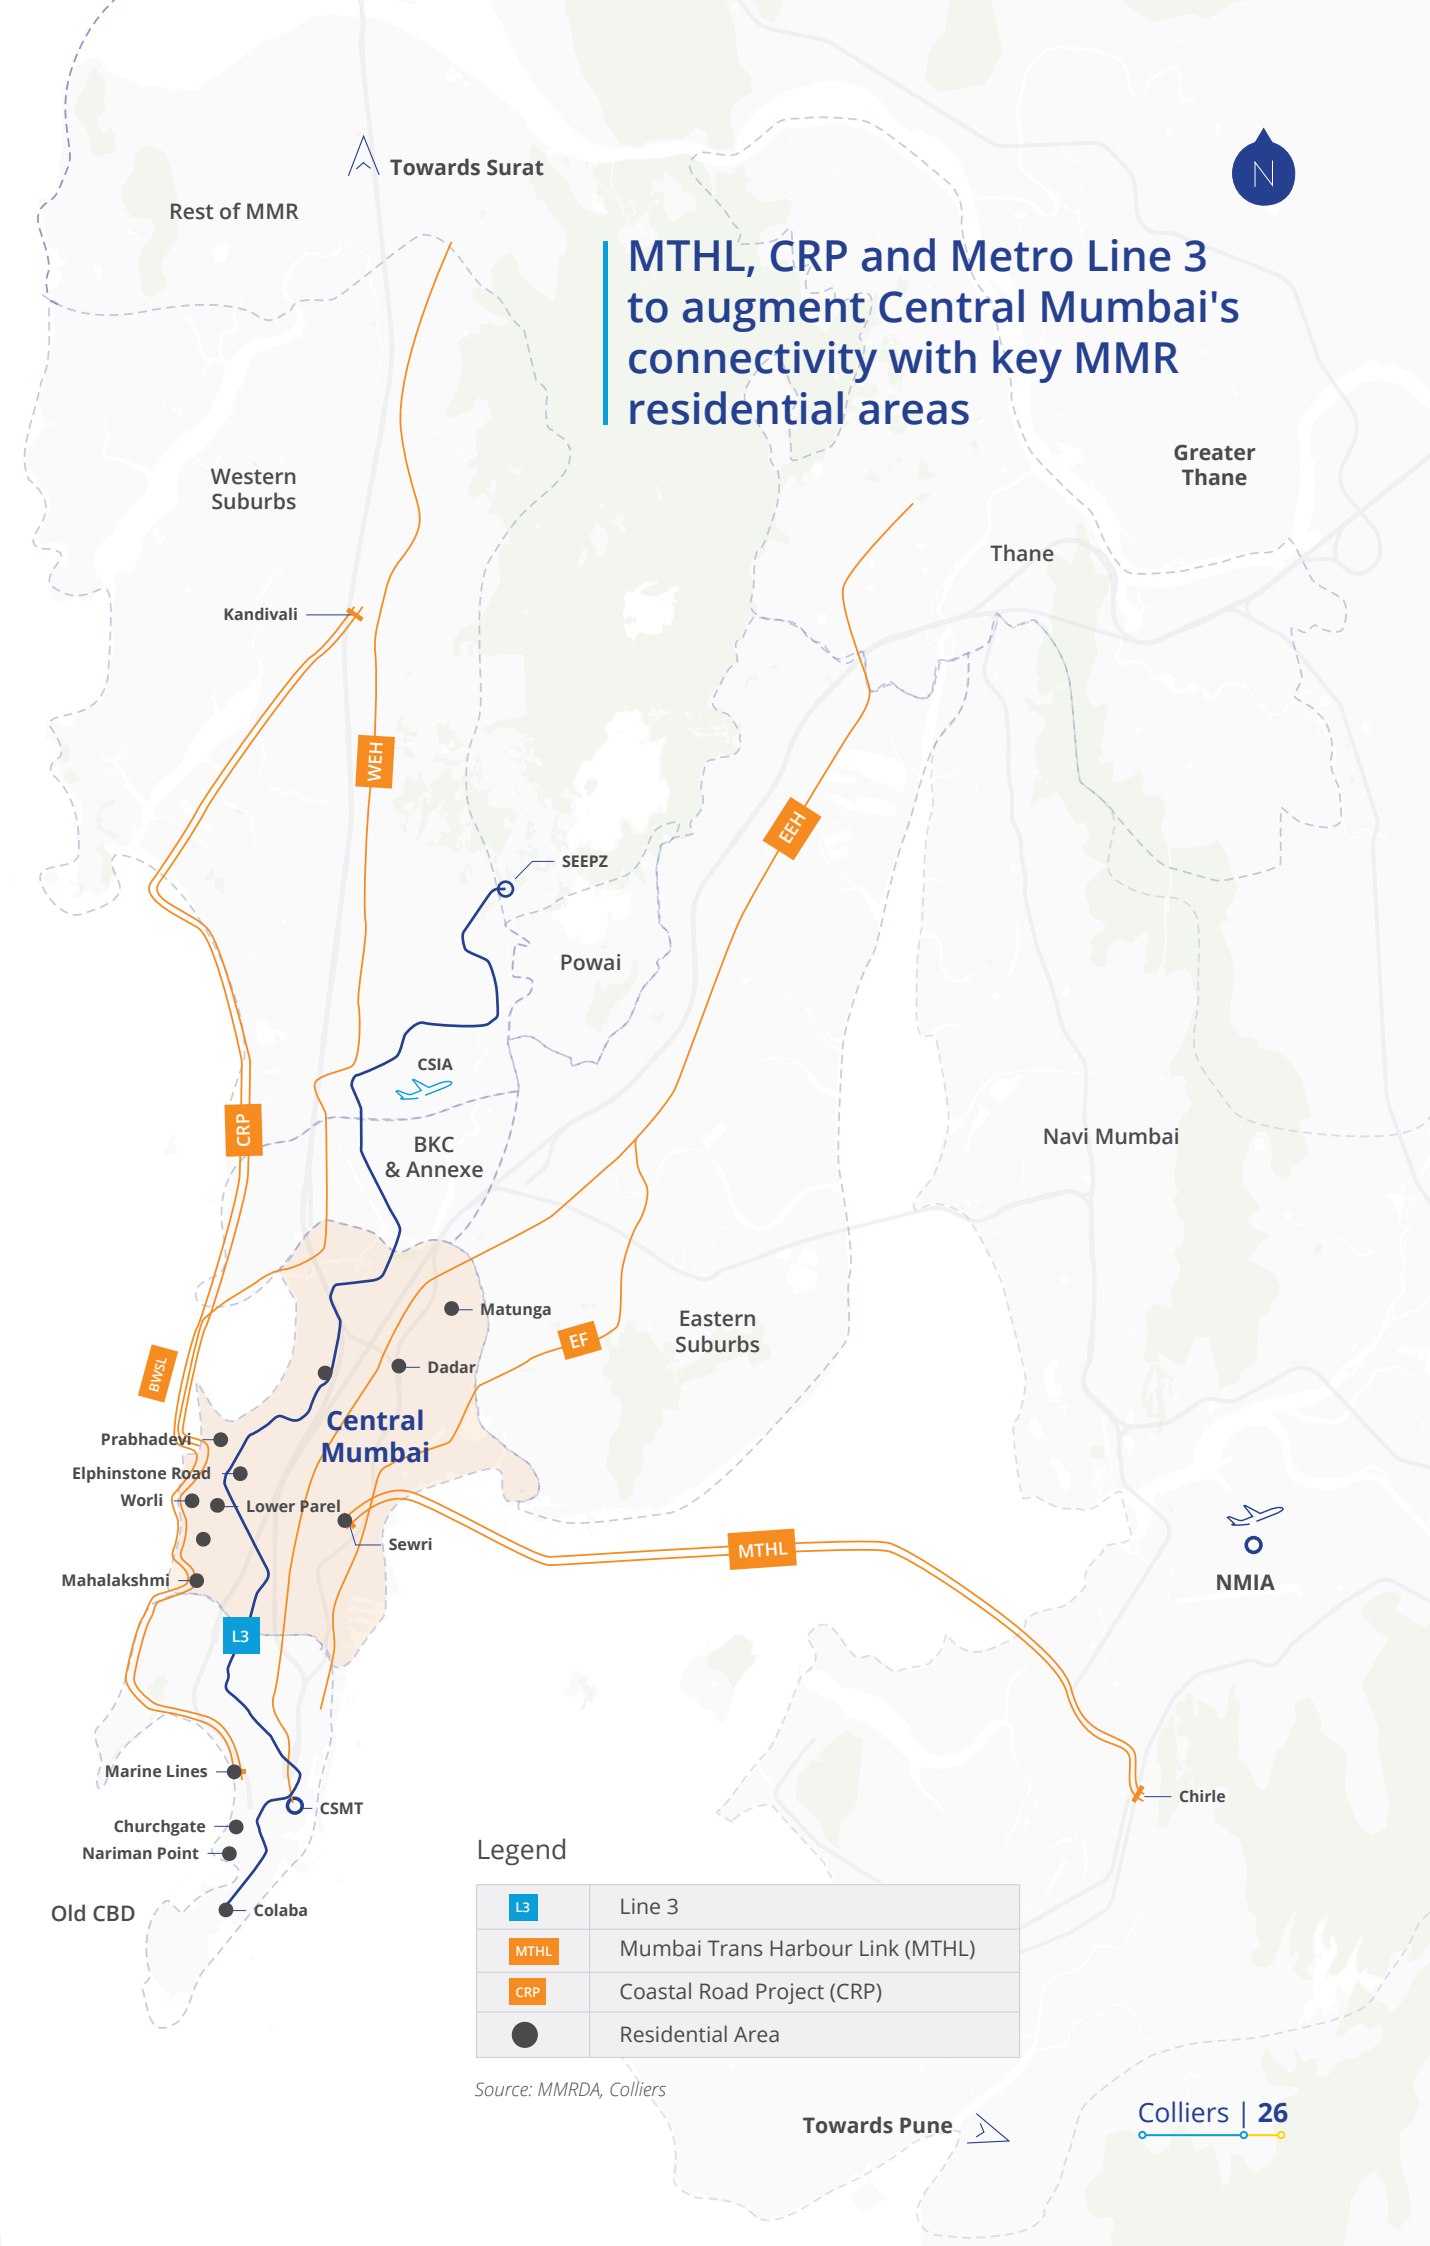 Towards Surat
N
Rest of MMR
MTHL, CRP and Metro Line 3
to augment Central Mumbai's
connectivity with key MMR
residential areas
Greater
Thane
Western
Suburbs
Thane
Kandivali
WEH
EEH
SEEPZ
Powai
CSIA
CRP
BKC
& Annexe
Navi Mumbai
Matunga
Eastern
Suburbs
EF
BWSL
Dadar
Central
Mumbai
Prabhadevi
Elphinstone Road
Worli
Lower Parel
Sewri
MTHL
Mahalakshmi
NMIA
L3
Marine Lines
CSMT
Chirle
Churchgate
Nariman Point
Old CBD
Colaba
Legend
L3 Line 3
MTHL Mumbai Trans Harbour Link (MTHL)
CRP Coastal Road Project (CRP)
Residential Area
Source: MMRDA, Colliers
Towards Pune
Colliers | 26